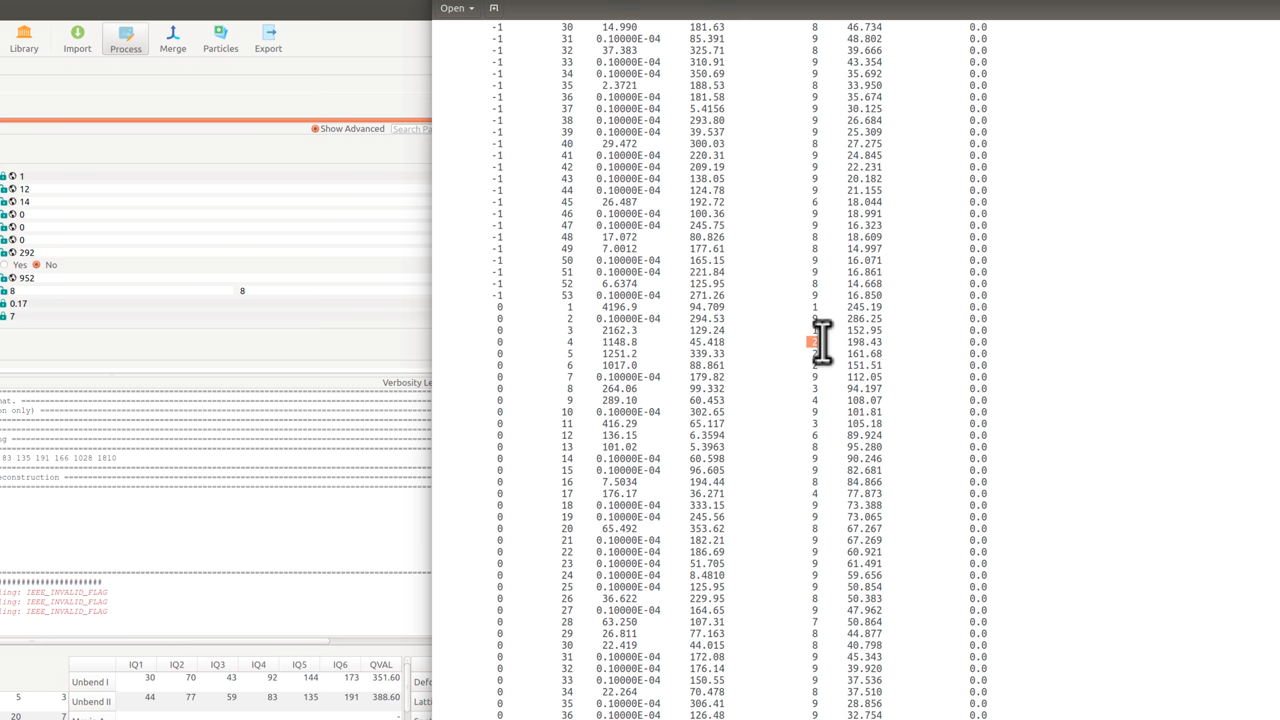 Open
Library Import Process Merge Particles Export
Show Advanced Search Pa
1
12
14
0
0
0
292
Yes No
952
8 8
0.17
7
Verbosity Le
hat.
on only)
ng
83 135 191 166 1028 1810
econstruction
######################
ling: IEEE_INVALID_FLAG
ling: IEEE_INVALID_FLAG
ling: IEEE_INVALID_FLAG
IQ1 IQ2 IQ3 IQ4 IQ5 IQ6 QVAL
Unbend I 30 70 43 92 144 173 351.60 Defo
5 3 Unbend II 44 77 59 83 135 191 388.60 Latti
20 7
-1 30 14.990 181.63 8 46.734 0.0
-1 31 0.10000E-04 85.391 9 48.802 0.0
-1 32 37.383 325.71 8 39.666 0.0
-1 33 0.10000E-04 310.91 9 43.354 0.0
-1 34 0.10000E-04 350.69 9 35.692 0.0
-1 35 2.3721 188.53 8 33.950 0.0
-1 36 0.10000E-04 181.58 9 35.674 0.0
-1 37 0.10000E-04 5.4156 9 30.125 0.0
-1 38 0.10000E-04 293.80 9 26.684 0.0
-1 39 0.10000E-04 39.537 9 25.309 0.0
-1 40 29.472 300.03 8 27.275 0.0
-1 41 0.10000E-04 220.31 9 24.845 0.0
-1 42 0.10000E-04 209.19 9 22.231 0.0
-1 43 0.10000E-04 138.05 9 20.182 0.0
-1 44 0.10000E-04 124.78 9 21.155 0.0
-1 45 26.487 192.72 6 18.044 0.0
-1 46 0.10000E-04 100.36 9 18.991 0.0
-1 47 0.10000E-04 245.75 9 16.323 0.0
-1 48 17.072 80.826 8 18.609 0.0
-1 49 7.0012 177.61 8 14.997 0.0
-1 50 0.10000E-04 165.15 9 16.071 0.0
-1 51 0.10000E-04 221.84 9 16.861 0.0
-1 52 6.6374 125.95 8 14.668 0.0
-1 53 0.10000E-04 271.26 9 16.850 0.0
0 1 4196.9 94.709 1 245.19 0.0
0 2 0.10000E-04 294.53 9 286.25 0.0
0 3 2162.3 129.24 1 152.95 0.0
0 4 1148.8 45.418 2 198.43 0.0
0 5 1251.2 339.33 2 161.68 0.0
0 6 1017.0 88.861 2 151.51 0.0
0 7 0.10000E-04 179.82 9 112.05 0.0
0 8 264.06 99.332 3 94.197 0.0
0 9 289.10 60.453 4 108.07 0.0
0 10 0.10000E-04 302.65 9 101.81 0.0
0 11 416.29 65.117 3 105.18 0.0
0 12 136.15 6.3594 6 89.924 0.0
0 13 101.02 5.3963 8 95.280 0.0
0 14 0.10000E-04 60.598 9 90.246 0.0
0 15 0.10000E-04 96.605 9 82.681 0.0
0 16 7.5034 194.44 8 84.866 0.0
0 17 176.17 36.271 4 77.873 0.0
0 18 0.10000E-04 333.15 9 73.388 0.0
0 19 0.10000E-04 245.56 9 73.065 0.0
0 20 65.492 353.62 8 67.267 0.0
0 21 0.10000E-04 182.21 9 67.269 0.0
0 22 0.10000E-04 186.69 9 60.921 0.0
0 23 0.10000E-04 51.705 9 61.491 0.0
0 24 0.10000E-04 8.4810 9 59.656 0.0
0 25 0.10000E-04 125.95 9 50.854 0.0
0 26 36.622 229.95 8 50.383 0.0
0 27 0.10000E-04 164.65 9 47.962 0.0
0 28 63.250 107.31 7 50.864 0.0
0 29 26.811 77.163 8 44.877 0.0
0 30 22.419 44.015 8 40.798 0.0
0 31 0.10000E-04 172.08 9 45.343 0.0
0 32 0.10000E-04 176.14 9 39.920 0.0
0 33 0.10000E-04 150.55 9 37.536 0.0
0 34 22.264 70.478 8 37.510 0.0
0 35 0.10000E-04 306.41 9 28.856 0.0
0 36 0.10000E-04 126.48 9 32.754 0.0